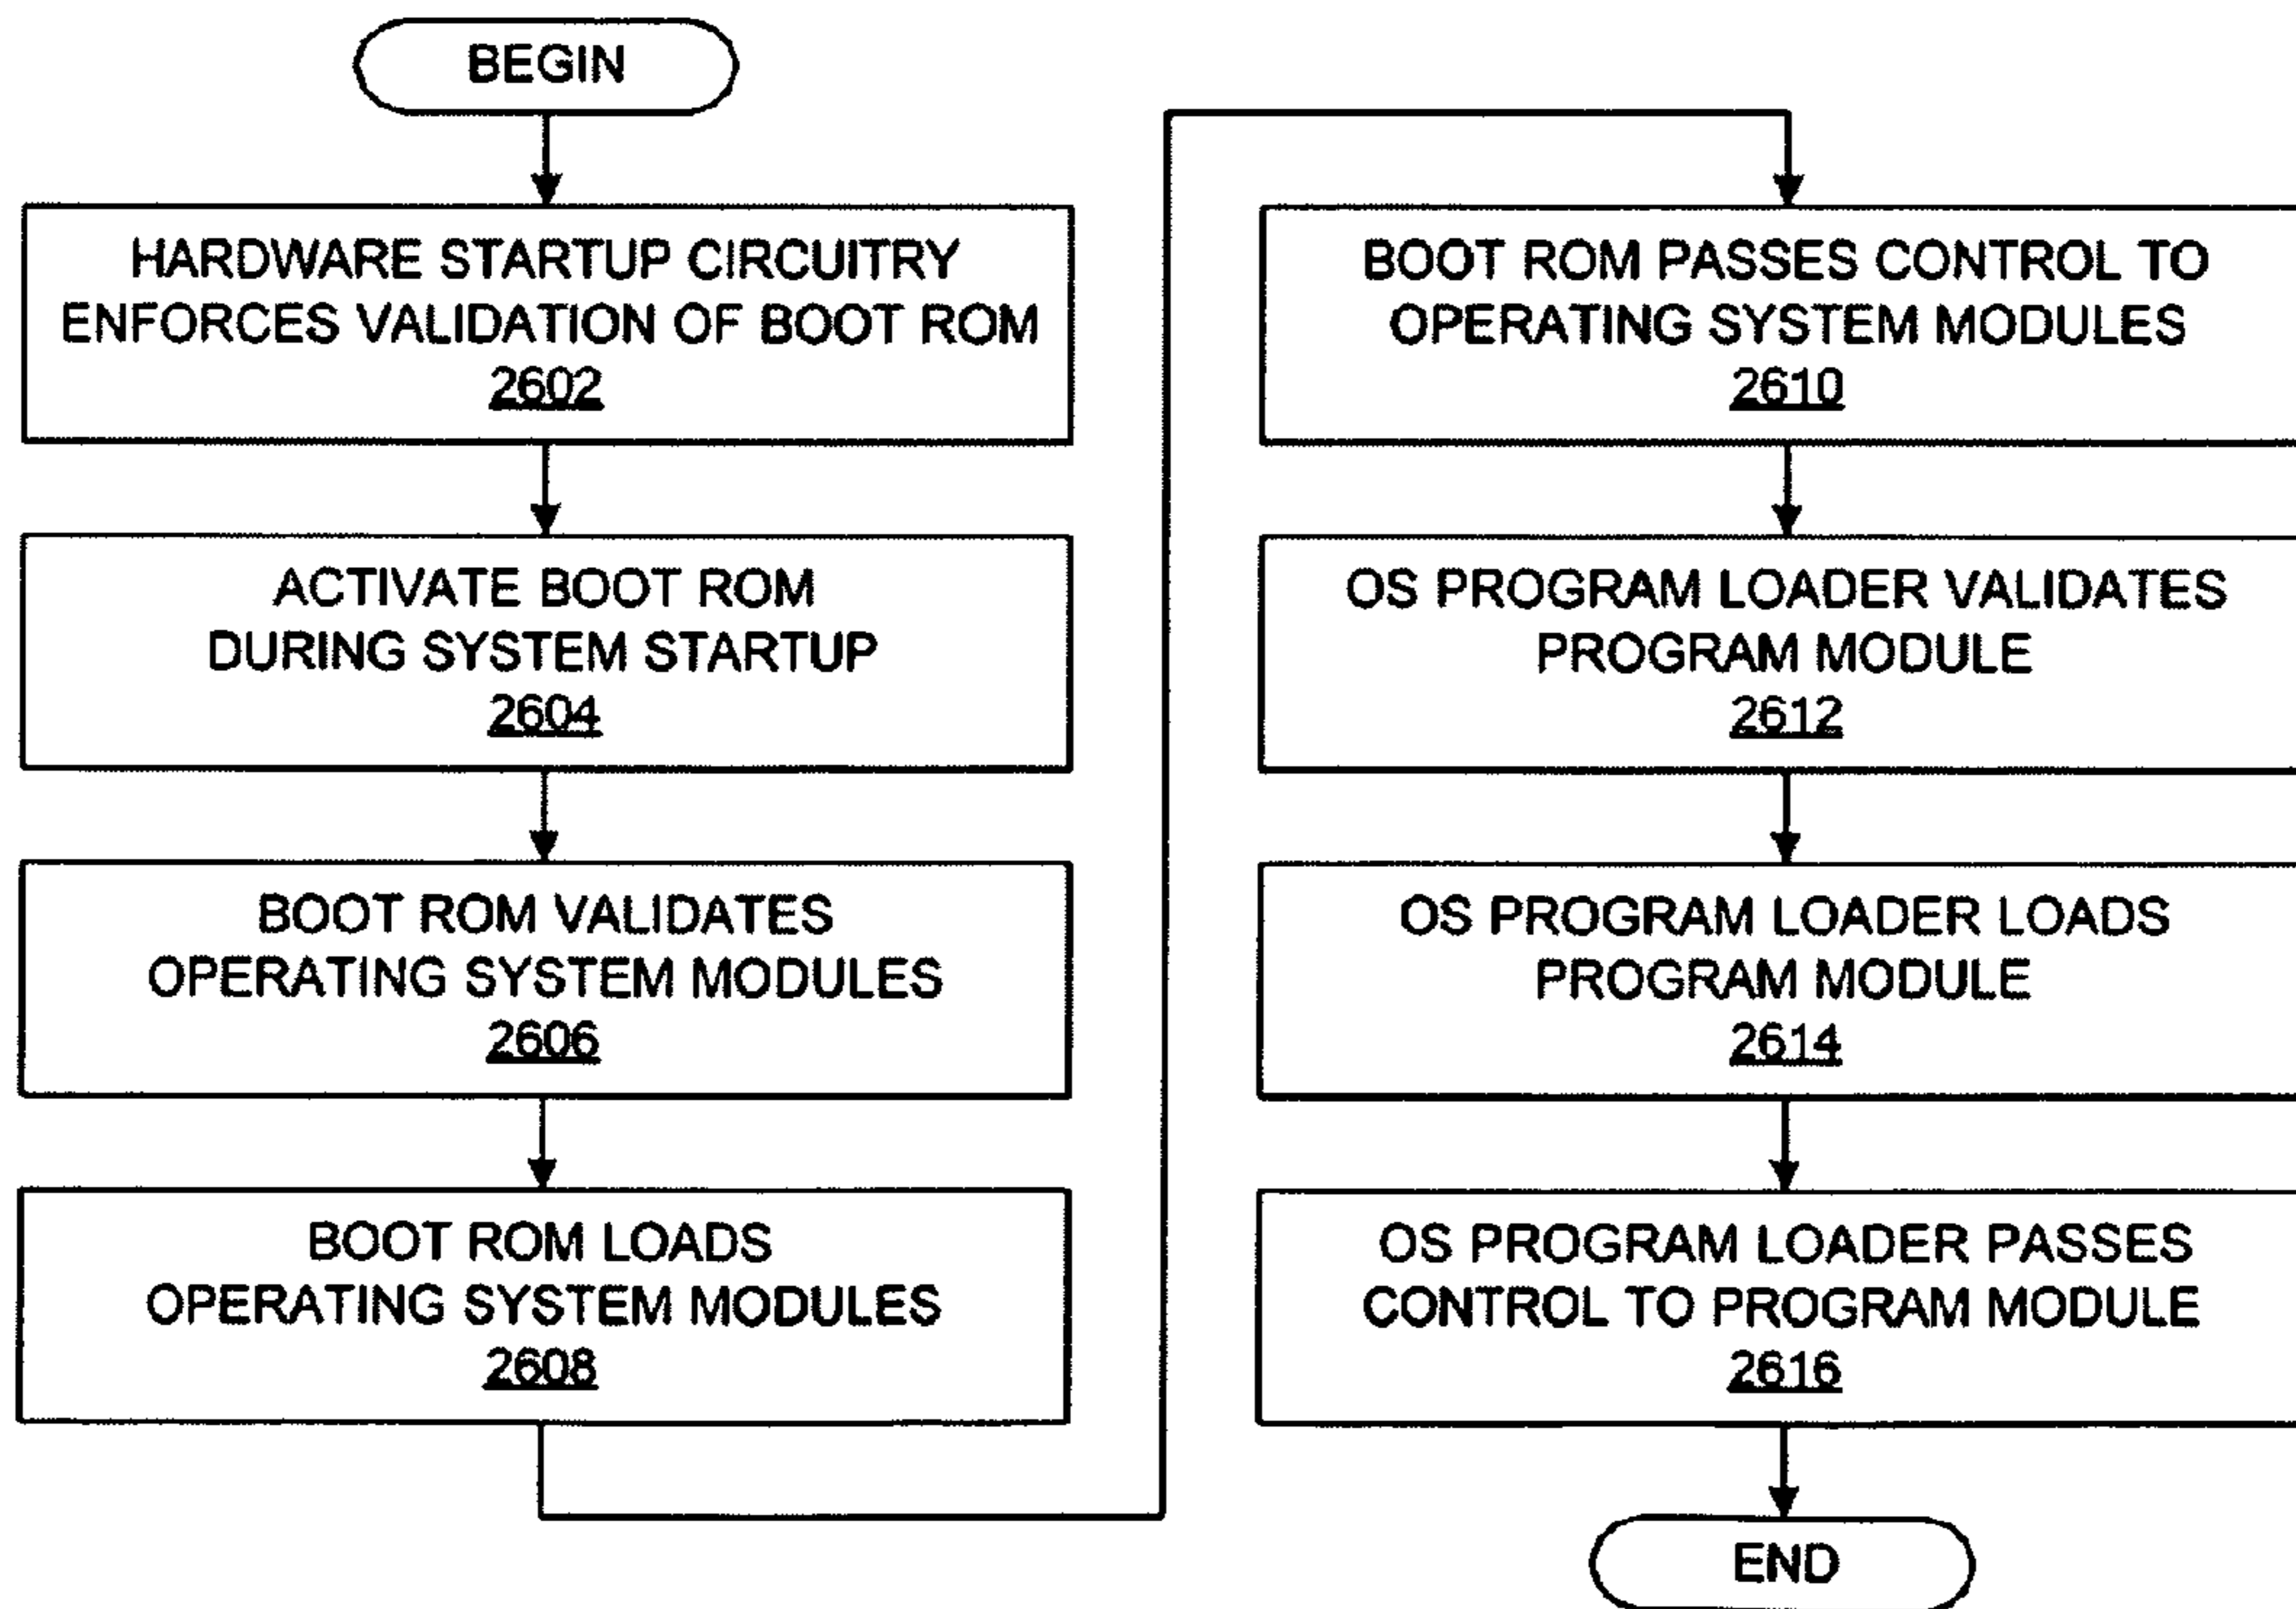 BEGIN
HARDWARE STARTUP CIRCUITRY
ENFORCES VALIDATION OF BOOT ROM
2602
ACTIVATE BOOT ROM
DURING SYSTEM STARTUP
2604
BOOT ROM VALIDATES
OPERATING SYSTEM MODULES
2606
BOOT ROM LOADS
OPERATING SYSTEM MODULES
2608
BOOT ROM PASSES CONTROL TO
OPERATING SYSTEM MODULES
2610
OS PROGRAM LOADER VALIDATES
PROGRAM MODULE
2612
OS PROGRAM LOADER LOADS
PROGRAM MODULE
2614
OS PROGRAM LOADER PASSES
CONTROL TO PROGRAM MODULE
2616
END